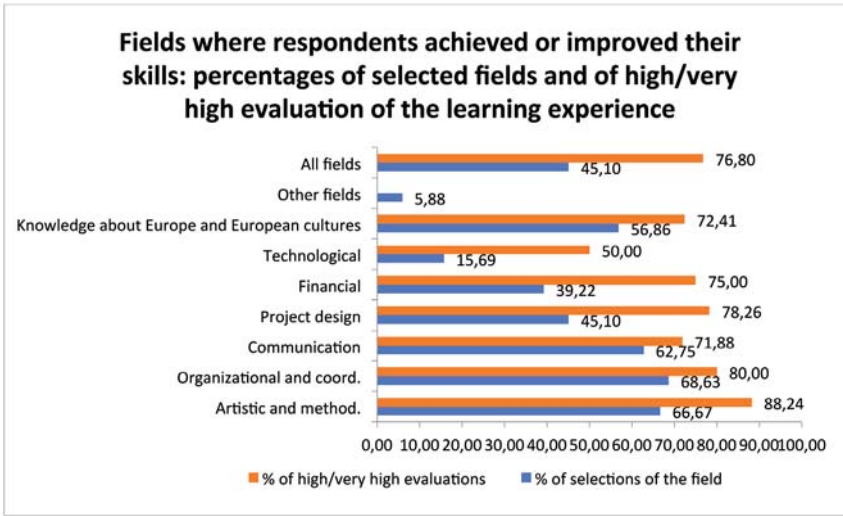 Fields where respondents achieved or improved their
skills: percentages of selected fields and of high/very
high evaluation of the learning experience
All fields
76,80
45,10
Other fields
5,88
Knowledge about Europe and European cultures
72,41
56,86
Technological
50,00
15,69
Financial
75,00
39,22
Project design
78,26
45,10
Communication
71,88
62,75
Organizational and coord.
80,00
68,63
Artistic and method.
88,24
66,67
0,00 10,00 20,00 30,00 40,00 50,00 60,00 70,00 80,00 90,00 100,00
% of high/very high evaluations % of selections of the field